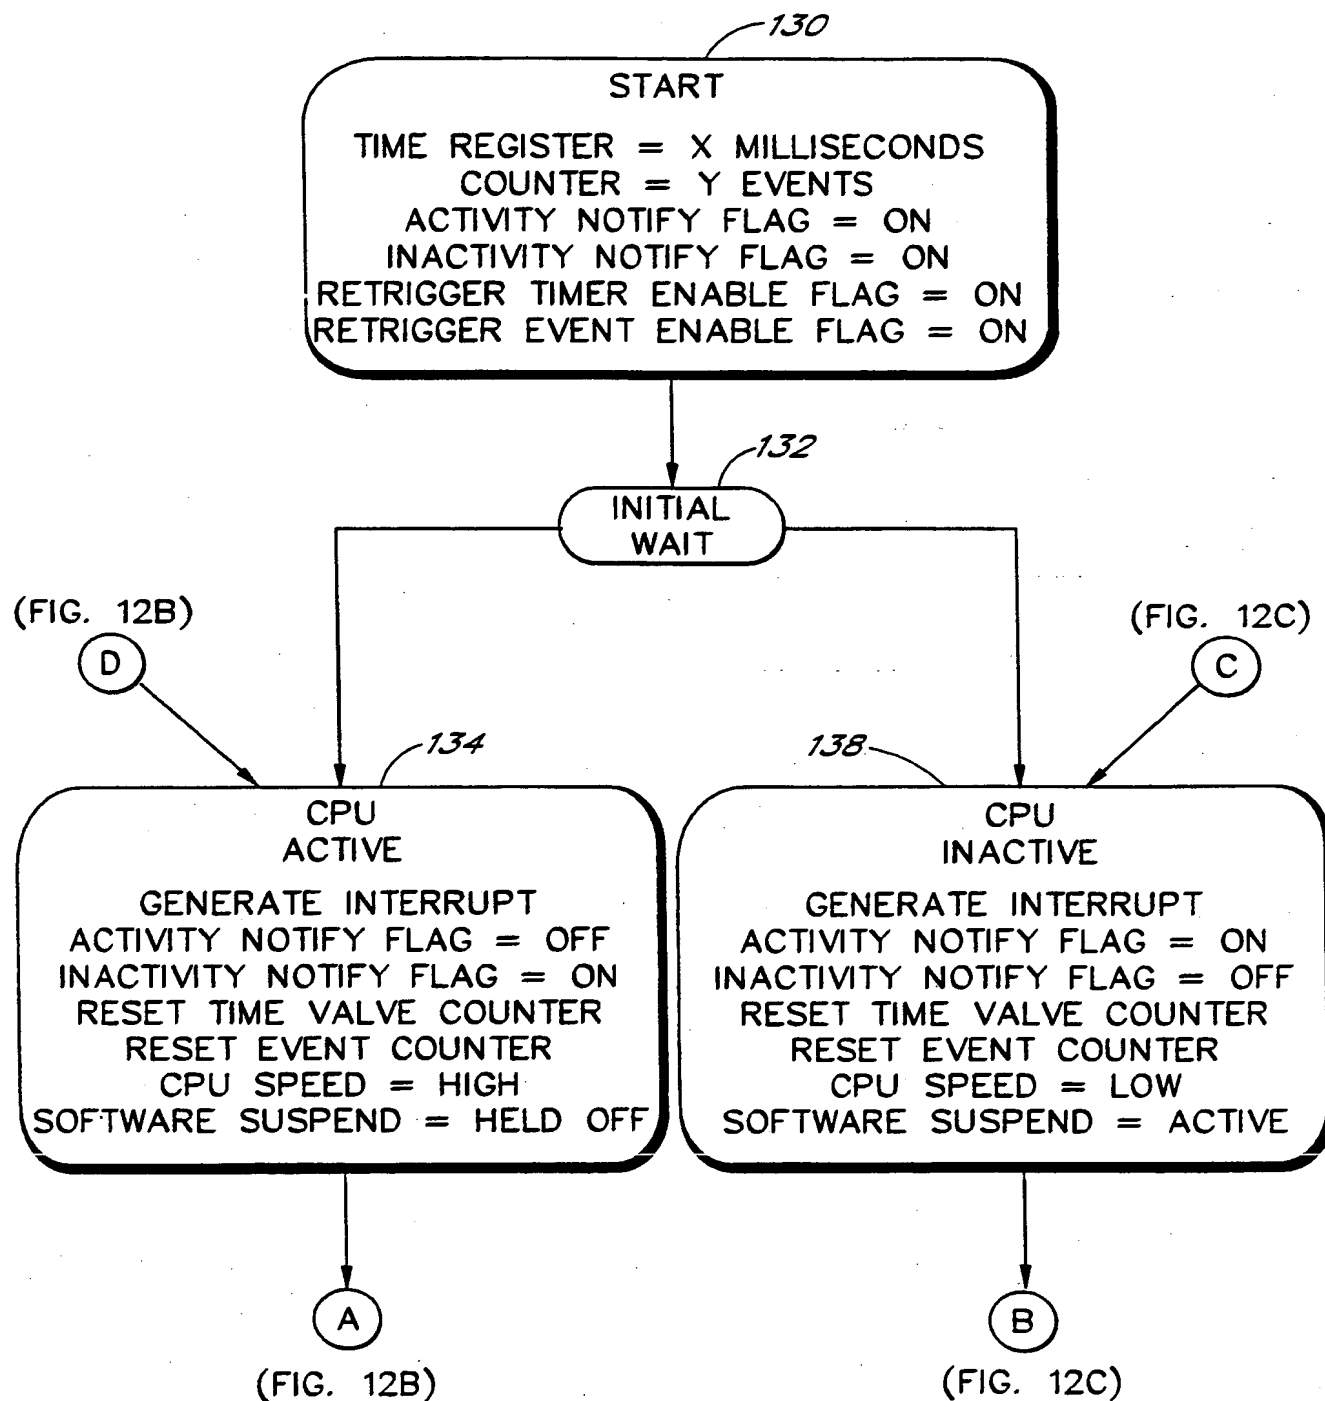 130
START
TIME REGISTER = X MILLISECONDS
COUNTER = Y EVENTS
ACTIVITY NOTIFY FLAG = ON
INACTIVITY NOTIFY FLAG = ON
RETRIGGER TIMER ENABLE FLAG = ON
RETRIGGER EVENT ENABLE FLAG = ON
132
INITIAL
WAIT
(FIG. 12B)
D
(FIG. 12C)
C
134
CPU
ACTIVE
GENERATE INTERRUPT
ACTIVITY NOTIFY FLAG = OFF
INACTIVITY NOTIFY FLAG = ON
RESET TIME VALVE COUNTER
RESET EVENT COUNTER
CPU SPEED = HIGH
SOFTWARE SUSPEND = HELD OFF
138
CPU
INACTIVE
GENERATE INTERRUPT
ACTIVITY NOTIFY FLAG = ON
INACTIVITY NOTIFY FLAG = OFF
RESET TIME VALVE COUNTER
RESET EVENT COUNTER
CPU SPEED = LOW
SOFTWARE SUSPEND = ACTIVE
A
(FIG. 12B)
B
(FIG. 12C)